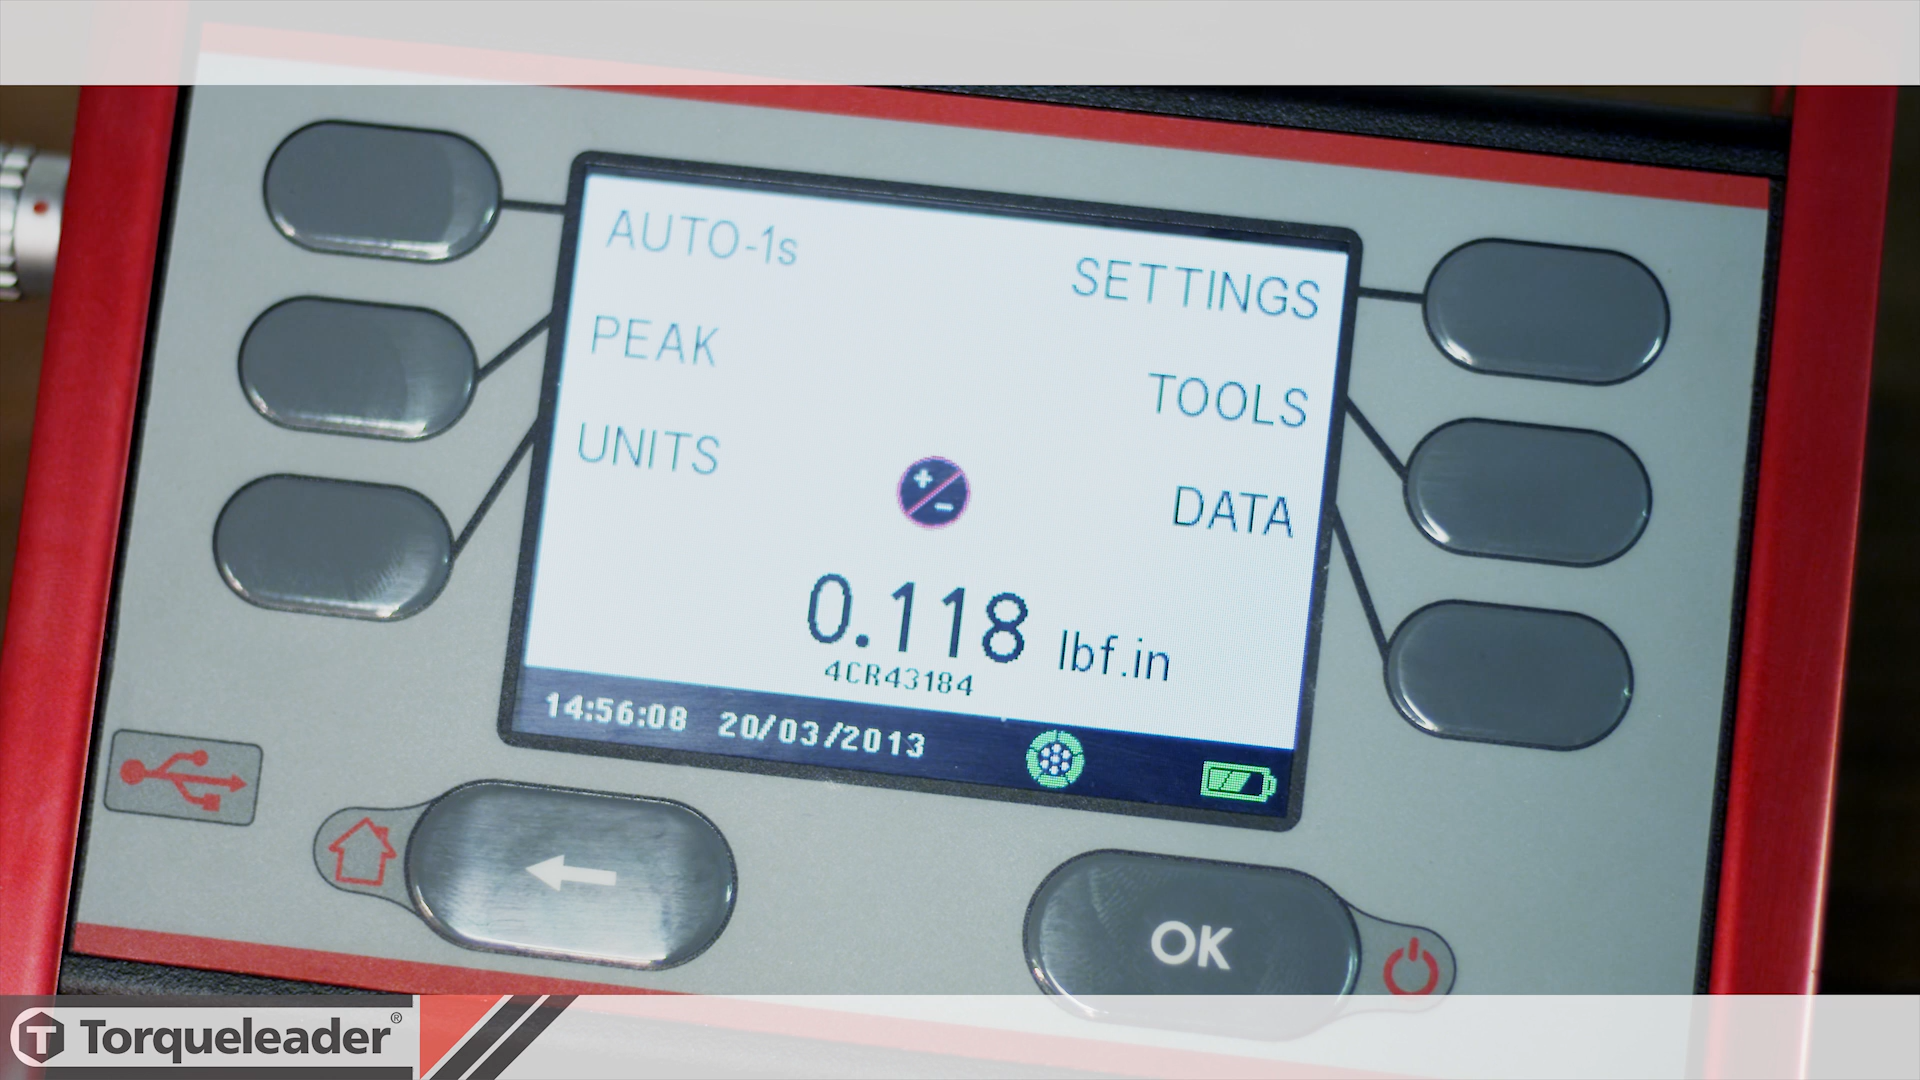 AUTO-1s
SETTINGS
PEAK
TOOLS
UNITS
DATA
0.118 lbf.in
4CR43184
14:56:08 20/03/2013
OK
Torqueleader®